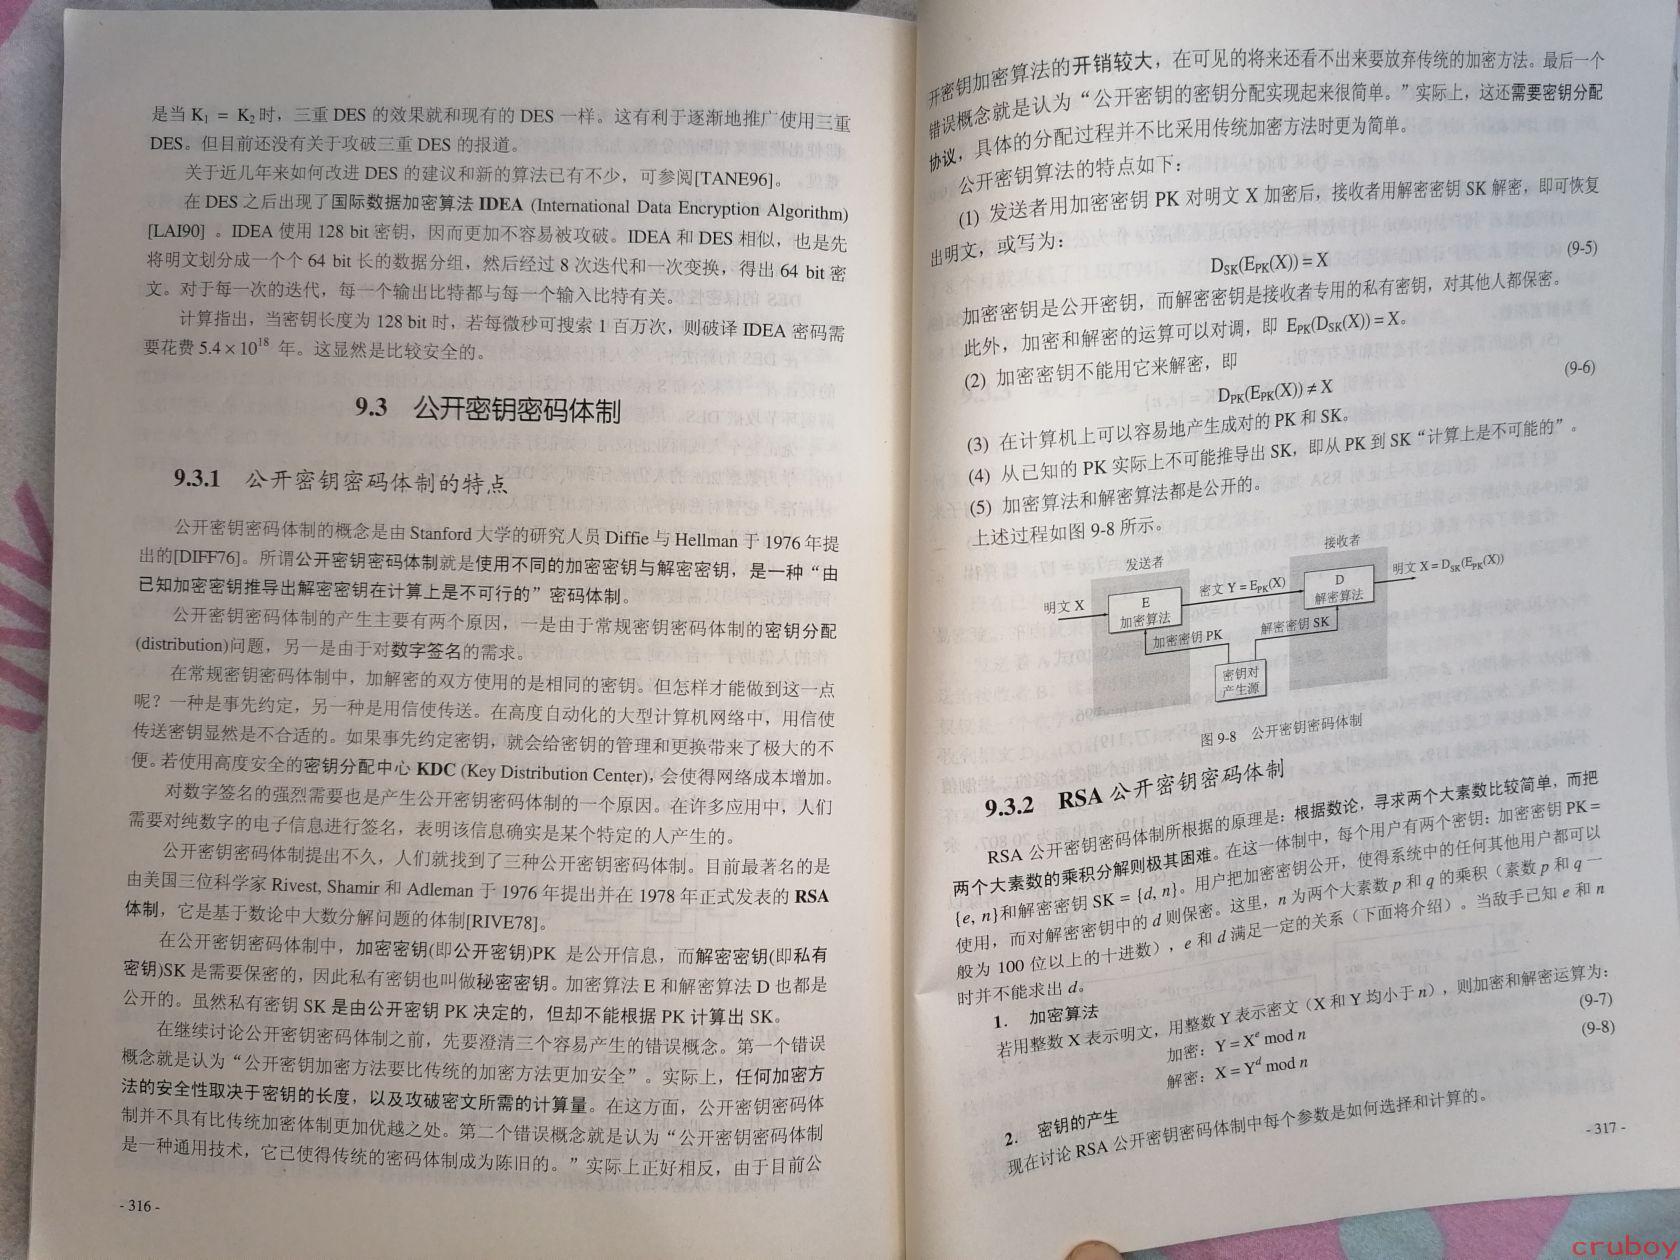 是当 K₁ = K₂ 时，三重 DES 的效果就和现有的 DES 一样。这有利于逐渐地推广使用三重
DES。但目前还没有关于攻破三重 DES 的报道。
关于近几年来如何改进 DES 的建议和新的算法已有不少，可参阅[TANE96]。
在 DES 之后出现了国际数据加密算法 IDEA (International Data Encryption Algorithm)
[LAI90] 。IDEA 使用 128 bit 密钥，因而更加不容易被攻破。IDEA 和 DES 相似，也是先
将明文划分成一个个 64 bit 长的数据分组，然后经过 8 次迭代和一次变换，得出 64 bit 密
文。对于每一次的迭代，每一个输出比特都与每一个输入比特有关。
计算指出，当密钥长度为 128 bit 时，若每微秒可搜索 1 百万次，则破译 IDEA 密码需
要花费 5.4 × 10¹⁸ 年。这显然是比较安全的。
9.3 公开密钥密码体制
9.3.1 公开密钥密码体制的特点
公开密钥密码体制的概念是由 Stanford 大学的研究人员 Diffie 与 Hellman 于 1976 年提
出的[DIFF76]。所谓公开密钥密码体制就是使用不同的加密密钥与解密密钥，是一种“由
已知加密密钥推导出解密密钥在计算上是不可行的”密码体制。
公开密钥密码体制的产生主要有两个原因，一是由于常规密钥密码体制的密钥分配
(distribution)问题，另一是由于对数字签名的需求。
在常规密钥密码体制中，加解密的双方使用的是相同的密钥。但怎样才能做到这一点
呢？一种是事先约定，另一种是用信使传送。在高度自动化的大型计算机网络中，用信使
传送密钥显然是不合适的。如果事先约定密钥，就会给密钥的管理和更换带来了极大的不
便。若使用高度安全的密钥分配中心 KDC (Key Distribution Center)，会使得网络成本增加。
对数字签名的强烈需要也是产生公开密钥密码体制的一个原因。在许多应用中，人们
需要对纯数字的电子信息进行签名，表明该信息确实是某个特定的人产生的。
公开密钥密码体制提出不久，人们就找到了三种公开密钥密码体制。目前最著名的是
由美国三位科学家 Rivest, Shamir 和 Adleman 于 1976 年提出并在 1978 年正式发表的 RSA
体制，它是基于数论中大数分解问题的体制[RIVE78]。
在公开密钥密码体制中，加密密钥(即公开密钥)PK 是公开信息，而解密密钥(即私有
密钥)SK 是需要保密的，因此私有密钥也叫做秘密密钥。加密算法 E 和解密算法 D 也都是
公开的。虽然私有密钥 SK 是由公开密钥 PK 决定的，但却不能根据 PK 计算出 SK。
在继续讨论公开密钥密码体制之前，先要澄清三个容易产生的错误概念。第一个错误
概念就是认为“公开密钥加密方法要比传统的加密方法更加安全”。实际上，任何加密方
法的安全性取决于密钥的长度，以及攻破密文所需的计算量。在这方面，公开密钥密码体
制并不具有比传统加密体制更加优越之处。第二个错误概念就是认为“公开密钥密码体制
是一种通用技术，它已使得传统的密码体制成为陈旧的。”实际上正好相反，由于目前公
- 316 -
开密钥加密算法的开销较大，在可见的将来还看不出来要放弃传统的加密方法。最后一个
错误概念就是认为“公开密钥的密钥分配实现起来很简单。”实际上，这还需要密钥分配
协议，具体的分配过程并不比采用传统加密方法时更为简单。
公开密钥算法的特点如下：
(1) 发送者用加密密钥 PK 对明文 X 加密后，接收者用解密密钥 SK 解密，即可恢复
出明文，或写为：
D_SK(E_PK(X)) = X (9-5)
加密密钥是公开密钥，而解密密钥是接收者专用的私有密钥，对其他人都保密。
此外，加密和解密的运算可以对调，即 E_PK(D_SK(X)) = X。
(2) 加密密钥不能用它来解密，即
D_PK(E_PK(X)) ≠ X (9-6)
(3) 在计算机上可以容易地产生成对的 PK 和 SK。
(4) 从已知的 PK 实际上不可能推导出 SK，即从 PK 到 SK“计算上是不可能的”。
(5) 加密算法和解密算法都是公开的。
上述过程如图 9-8 所示。
发送者
接收者
明文 X
E
加密算法
密文 Y = E_PK(X)
D
解密算法
明文 X = D_SK(E_PK(X))
加密密钥 PK
解密密钥 SK
密钥对
产生源
图 9-8 公开密钥密码体制
9.3.2 RSA 公开密钥密码体制
RSA 公开密钥密码体制所根据的原理是：根据数论，寻求两个大素数比较简单，而把
两个大素数的乘积分解则极其困难。在这一体制中，每个用户有两个密钥：加密密钥 PK =
{e, n}和解密密钥 SK = {d, n}。用户把加密密钥公开，使得系统中的任何其他用户都可以
使用，而对解密密钥中的 d 则保密。这里，n 为两个大素数 p 和 q 的乘积（素数 p 和 q 一
般为 100 位以上的十进数），e 和 d 满足一定的关系（下面将介绍）。当敌手已知 e 和 n
时并不能求出 d。
1. 加密算法
若用整数 X 表示明文，用整数 Y 表示密文（X 和 Y 均小于 n），则加密和解密运算为：
加密：Y = Xᵉ mod n (9-7)
解密：X = Yᵈ mod n (9-8)
2. 密钥的产生
现在讨论 RSA 公开密钥密码体制中每个参数是如何选择和计算的。
- 317 -
cruboy